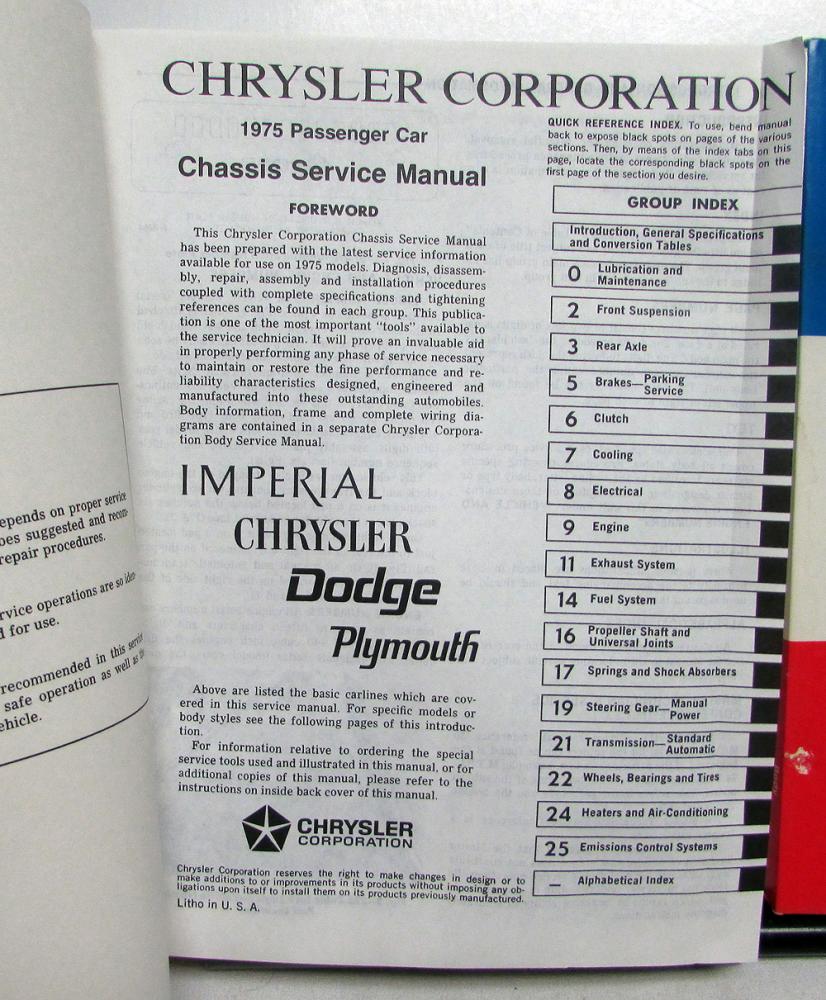 epends on proper service
oes suggested and recom-
repair procedures.
rvice operations are so iden-
d for use.
recommended in this service
safe operation as well as the
ehicle.
CHRYSLER CORPORATION
1975 Passenger Car
Chassis Service Manual
FOREWORD
This Chrysler Corporation Chassis Service Manual
has been prepared with the latest service information
available for use on 1975 models. Diagnosis, disassem-
bly, repair, assembly and installation procedures
coupled with complete specifications and tightening
references can be found in each group. This publica-
tion is one of the most important "tools" available to
the service technician. It will prove an invaluable aid
in properly performing any phase of service necessary
to maintain or restore the fine performance and re-
liability characteristics designed, engineered and
manufactured into these outstanding automobiles.
Body information, frame and complete wiring dia-
grams are contained in a separate Chrysler Corpora-
tion Body Service Manual.
IMPERIAL
CHRYSLER
Dodge
Plymouth
Above are listed the basic carlines which are cov-
ered in this service manual. For specific models or
body styles see the following pages of this introduc-
tion.
For information relative to ordering the special
service tools used and illustrated in this manual, or for
additional copies of this manual, please refer to the
instructions on inside back cover of this manual.
CHRYSLER
CORPORATION
Chrysler Corporation reserves the right to make changes in design or to
make additions to or improvements in its products without imposing any ob-
ligations upon itself to install them on its products previously manufactured.
Litho in U. S. A.
QUICK REFERENCE INDEX. To use, bend manual
back to expose black spots on pages of the various
sections. Then, by means of the index tabs on this
page, locate the corresponding black spots on the
first page of the section you desire.
GROUP INDEX
Introduction, General Specifications
and Conversion Tables
0 Lubrication and
Maintenance
2 Front Suspension
3 Rear Axle
5 Brakes—Parking
Service
6 Clutch
7 Cooling
8 Electrical
9 Engine
11 Exhaust System
14 Fuel System
16 Propeller Shaft and
Universal Joints
17 Springs and Shock Absorbers
19 Steering Gear—Manual
Power
21 Transmission—Standard
Automatic
22 Wheels, Bearings and Tires
24 Heaters and Air-Conditioning
25 Emissions Control Systems
— Alphabetical Index